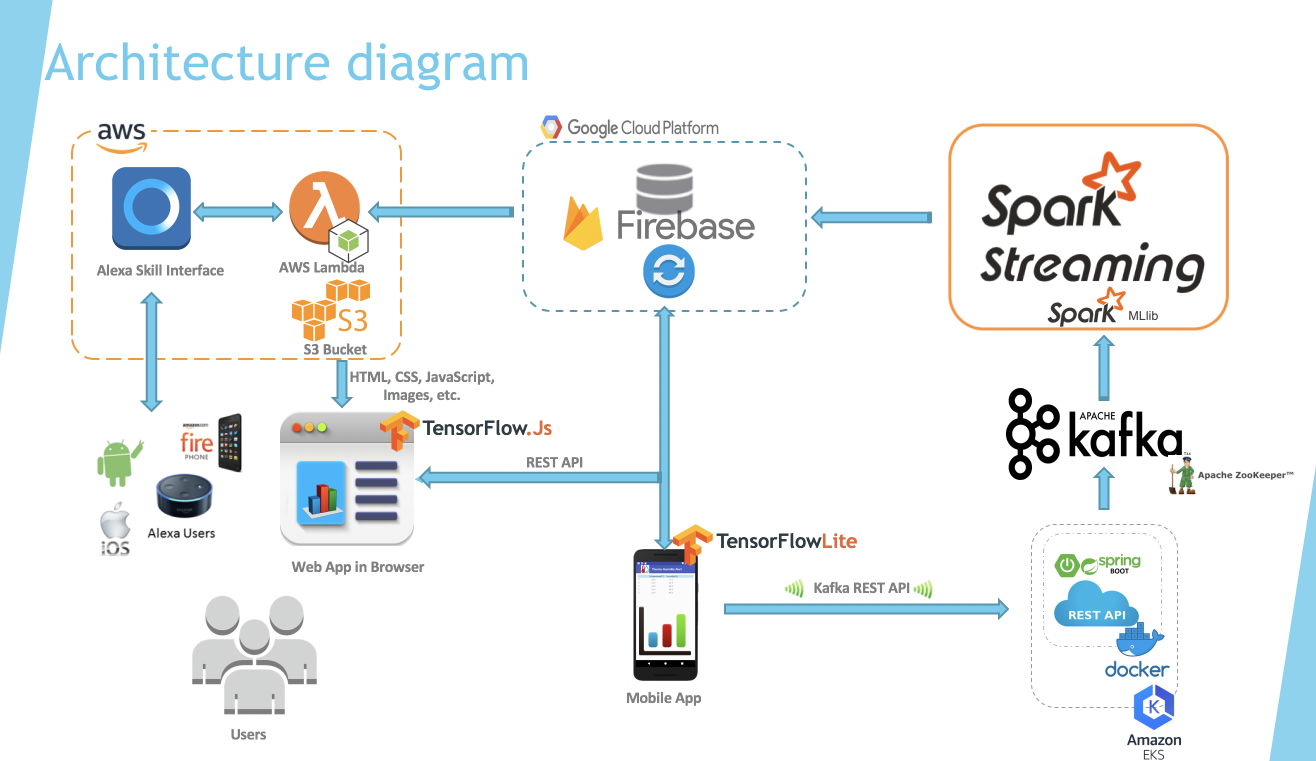 Architecture diagram
aws
Google Cloud Platform
Alexa Skill Interface
AWS Lambda
S3
S3 Bucket
Firebase
Spark
Streaming
Spark MLlib
HTML, CSS, JavaScript,
Images, etc.
amazon.com
fire
PHONE
iOS
Alexa Users
TensorFlow.Js
REST API
Web App in Browser
APACHE
kafka
Apache ZooKeeper™
TensorFlowLite
Kafka REST API
Mobile App
spring
BOOT
REST API
docker
K
Amazon
EKS
Users